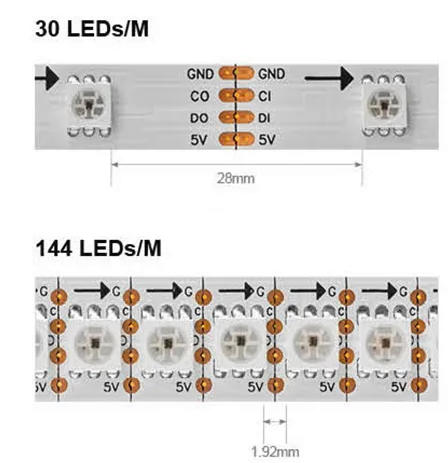 30 LEDs/M
GND GND
CO CI
DO DI
5V 5V
28mm
144 LEDs/M
G G G G G G
C C C C C
D D
5V 5V 5V 5V 5V 5V
1.92mm